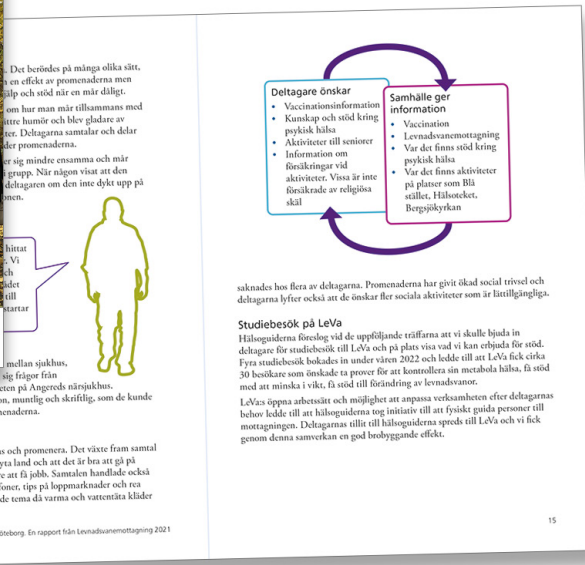 . Det berördes på många olika sätt,
en effekt av promenaderna men
älp och stöd när en mår dåligt.
om hur man mår tillsammans med
ättre humör och blev gladare av
ter. Deltagarna samtalar och delar
der promenaderna.
er sig mindre ensamma och mår
i grupp. När någon visat att den
deltagaren om den inte dykt upp på
onen.
hittat
. Vi
ch
ådet
till
startar
mellan sjukhus,
sig frågor från
eten på Angereds närsjukhus.
on, muntlig och skriftlig, som de kunde
enaderna.
s och promenera. Det växte fram samtal
yta land och att det är bra att gå på
e att få jobb. Samtalen handlade också
foner, tips på loppmarknader och rea
de tema då varma och vattentäta kläder
öteborg. En rapport från Levnadsvanemottagning 2021
Deltagare önskar
• Vaccinationsinformation
• Kunskap och stöd kring
psykisk hälsa
• Aktiviteter till seniorer
• Information om
försäkringar vid
aktiviteter. Vissa är inte
försäkrade av religiösa
skäl
Samhälle ger
information
• Vaccination
• Levnadsvanemottagning
• Var det finns stöd kring
psykisk hälsa
• Var det finns aktiviteter
på platser som Blå
stället, Hälsoteket,
Bergsjökyrkan
saknades hos flera av deltagarna. Promenaderna har givit ökad social trivsel och
deltagarna lyfter också att de önskar fler sociala aktiviteter som är lättillgängliga.
Studiebesök på LeVa
Hälsoguiderna föreslog vid de uppföljande träffarna att vi skulle bjuda in
deltagare för studiebesök till LeVa och på plats visa vad vi kan erbjuda för stöd.
Fyra studiebesök bokades in under våren 2022 och ledde till att LeVa fick cirka
30 besökare som önskade ta prover för att kontrollera sin metabola hälsa, få stöd
med att minska i vikt, få stöd till förändring av levnadsvanor.
LeVa:s öppna arbetssätt och möjlighet att anpassa verksamheten efter deltagarnas
behov ledde till att hälsoguiderna tog initiativ till att fysiskt guida personer till
mottagningen. Deltagarnas tillit till hälsoguiderna spreds till LeVa och vi fick
genom denna samverkan en god brobyggande effekt.
15